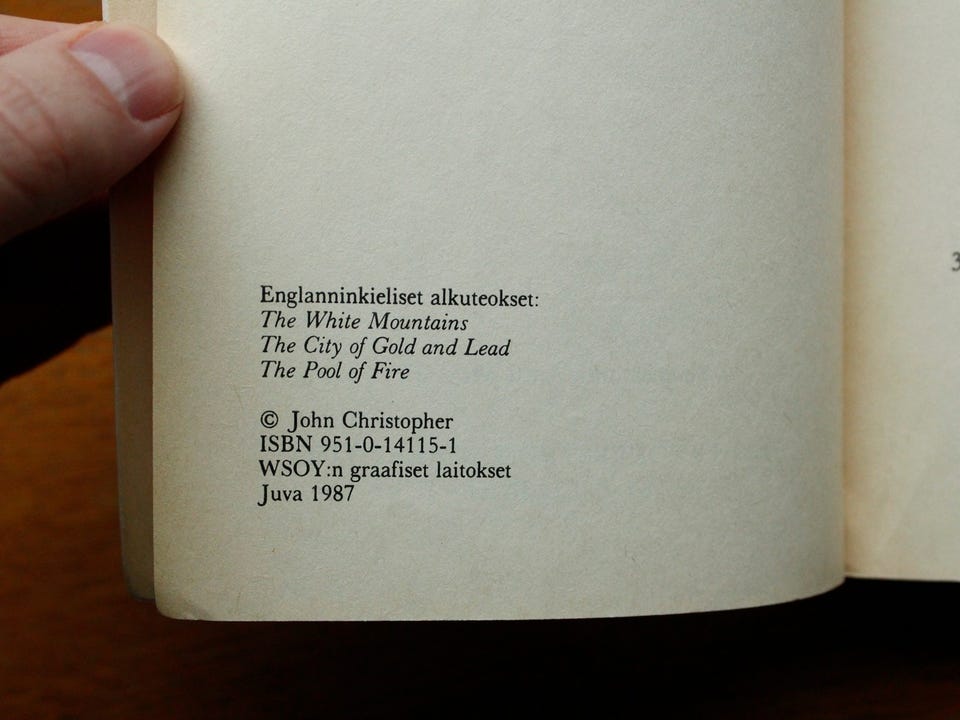 Englanninkieliset alkuteokset:
The White Mountains
The City of Gold and Lead
The Pool of Fire
© John Christopher
ISBN 951-0-14115-1
WSOY:n graafiset laitokset
Juva 1987
3